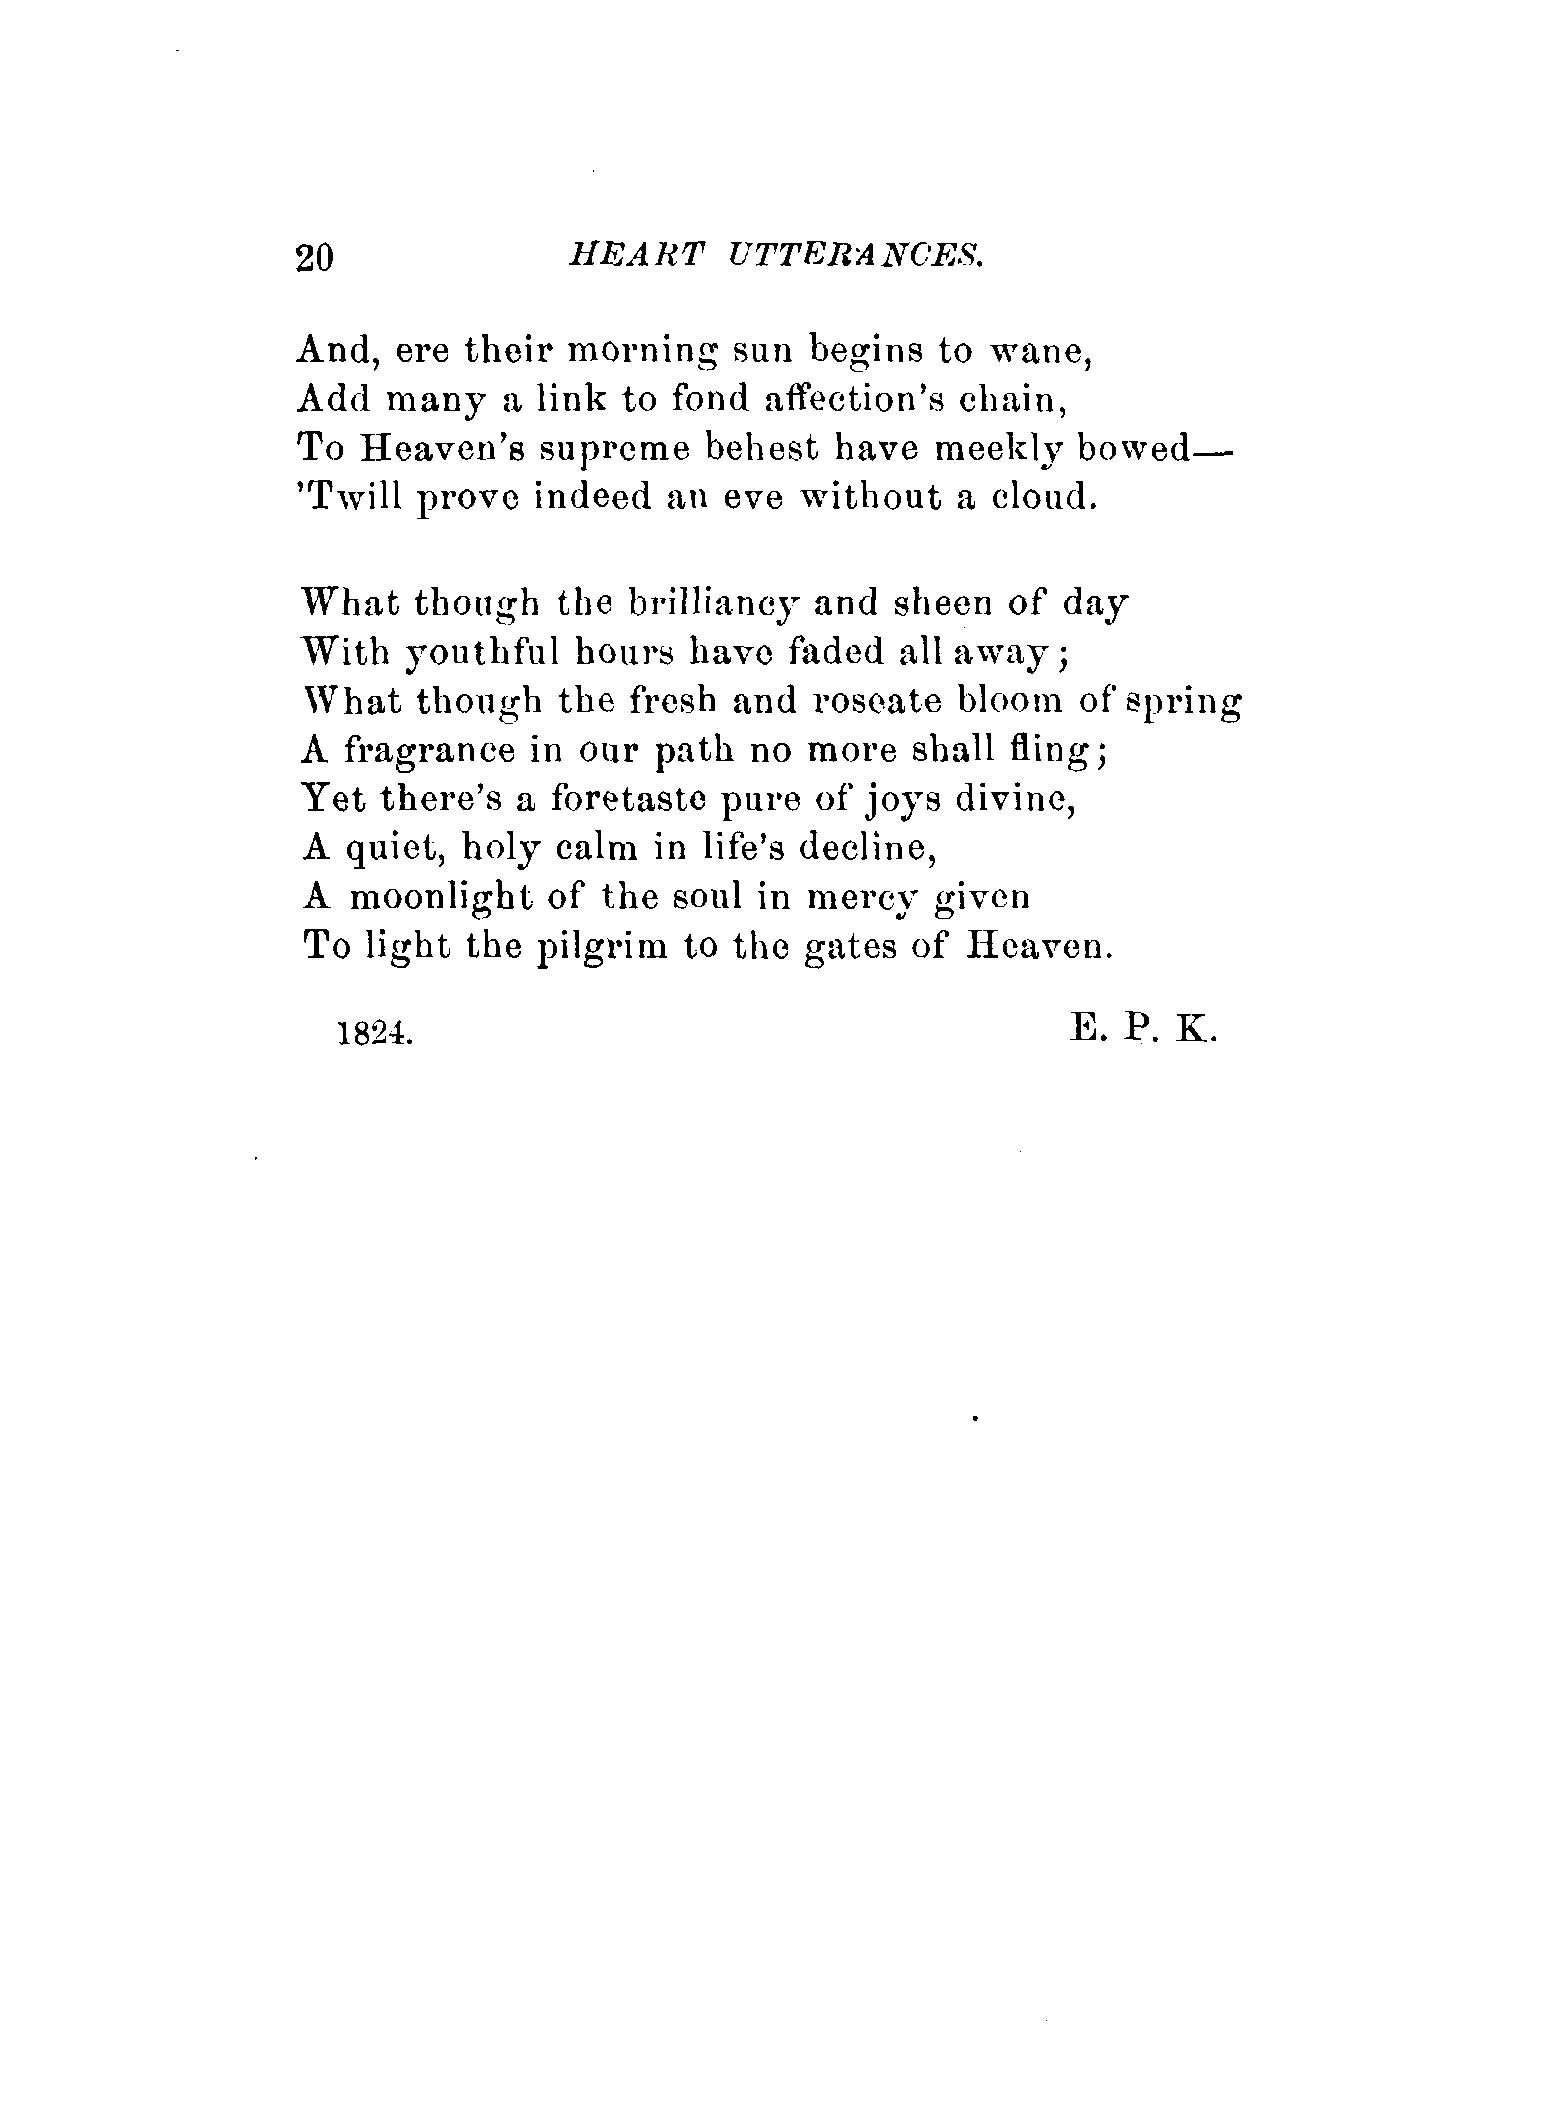 20 HEART UTTERANCES.
And, ere their morning sun begins to wane,
Add many a link to fond affection's chain,
To Heaven's supreme behest have meekly bowed—
'Twill prove indeed an eve without a cloud.
What though the brilliancy and sheen of day
With youthful hours have faded all away;
What though the fresh and roseate bloom of spring
A fragrance in our path no more shall fling;
Yet there's a foretaste pure of joys divine,
A quiet, holy calm in life's decline,
A moonlight of the soul in mercy given
To light the pilgrim to the gates of Heaven.
1824. E. P. K.